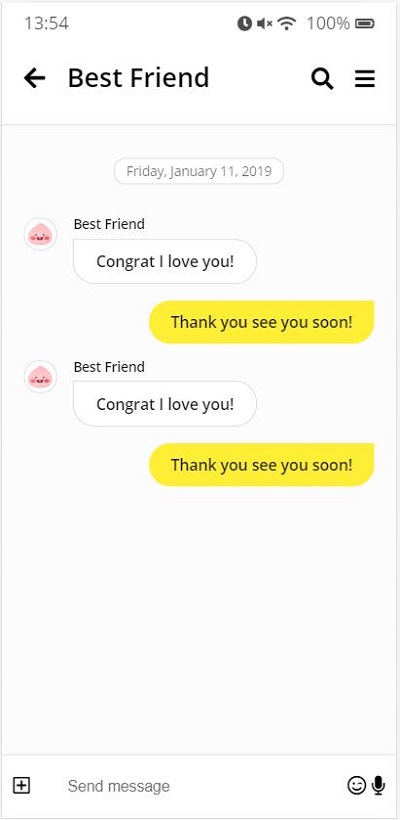 13:54 100%
Best Friend
Friday, January 11, 2019
Best Friend
Congrat I love you!
Thank you see you soon!
Best Friend
Congrat I love you!
Thank you see you soon!
Send message